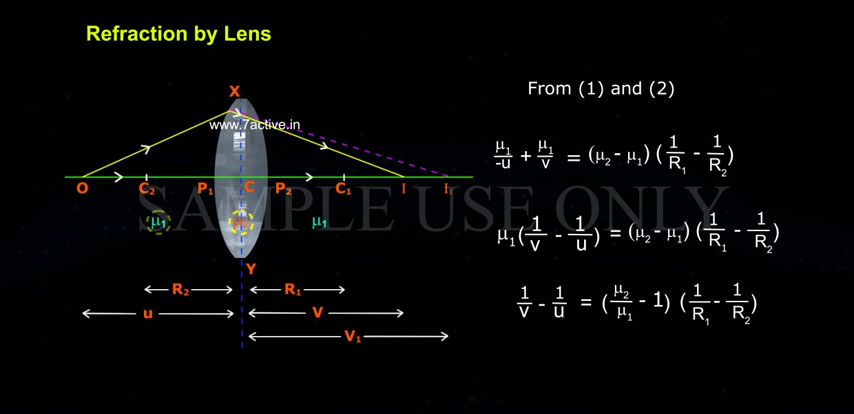 Refraction by Lens
X
www.7active.in
O C₂ P₁ C P₂ C₁ I I₁
SAMPLE USE ONLY
μ₁ μ₁
Y
R₂ R₁
u V
V₁
From (1) and (2)
μ₁/-u + μ₁/v = (μ₂ - μ₁) (1/R₁ - 1/R₂)
μ₁(1/v - 1/u) = (μ₂ - μ₁) (1/R₁ - 1/R₂)
1/v - 1/u = (μ₂/μ₁ - 1) (1/R₁ - 1/R₂)